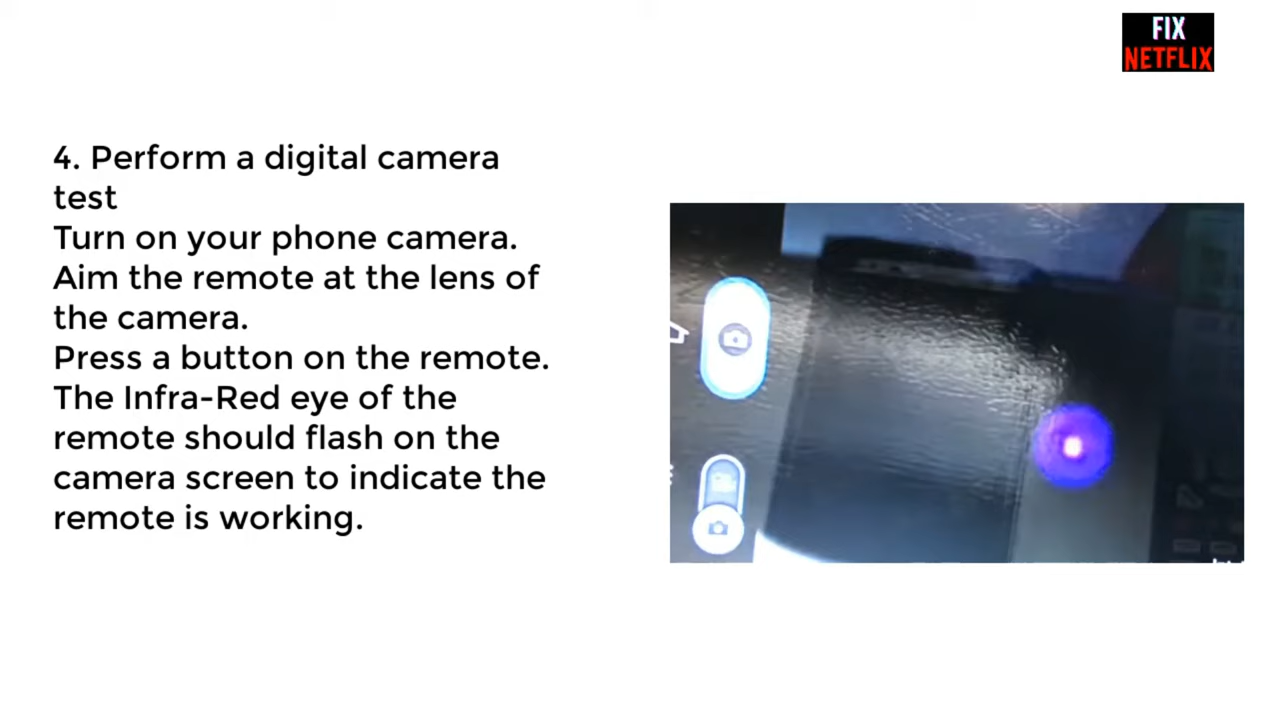 FIX
NETFLIX
4. Perform a digital camera
test
Turn on your phone camera.
Aim the remote at the lens of
the camera.
Press a button on the remote.
The Infra-Red eye of the
remote should flash on the
camera screen to indicate the
remote is working.